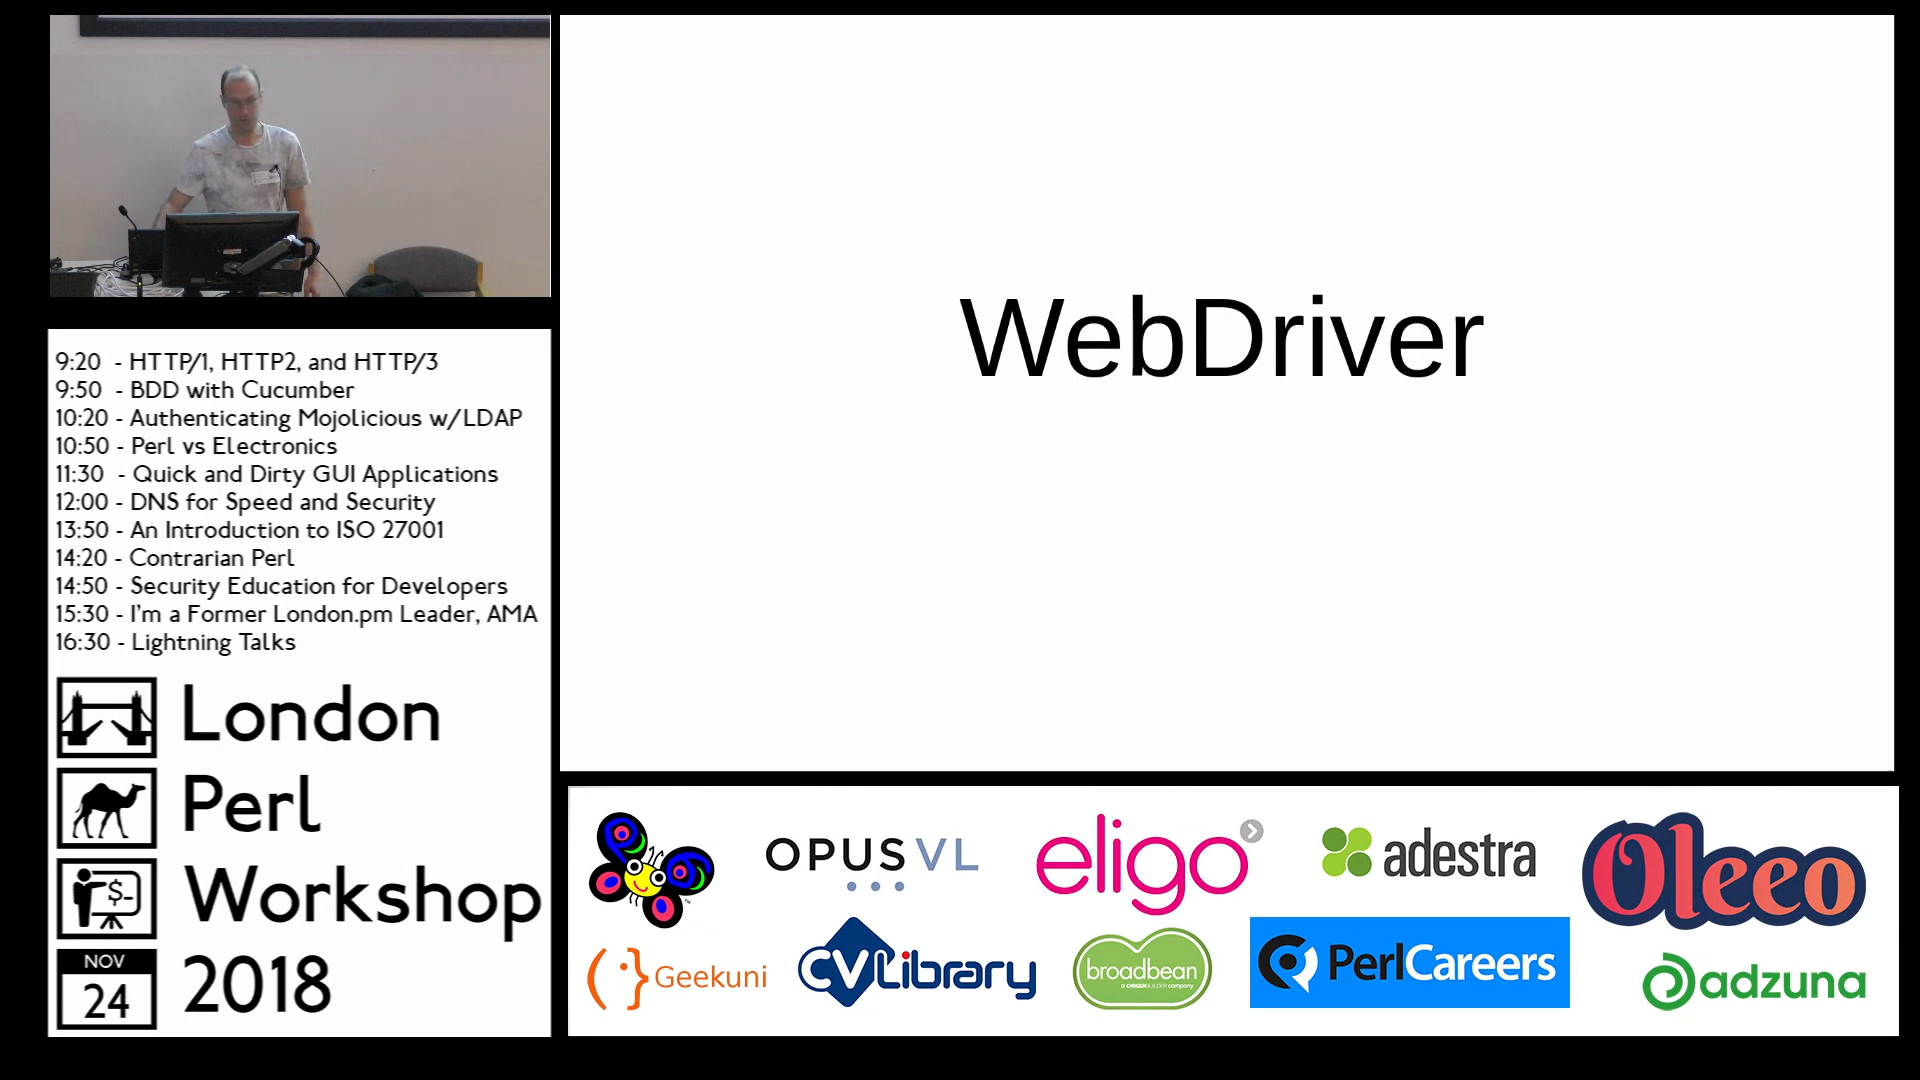 WebDriver
9:20 - HTTP/1, HTTP2, and HTTP/3
9:50 - BDD with Cucumber
10:20 - Authenticating Mojolicious w/LDAP
10:50 - Perl vs Electronics
11:30 - Quick and Dirty GUI Applications
12:00 - DNS for Speed and Security
13:50 - An Introduction to ISO 27001
14:20 - Contrarian Perl
14:50 - Security Education for Developers
15:30 - I'm a Former London.pm Leader, AMA
16:30 - Lightning Talks
London
Perl
$-
Workshop
NOV
24
2018
OPUS VL
eligo
adestra
Oleeo
Geekuni
CVLibrary
broadbean
a CAREERBUILDER company
PerlCareers
adzuna